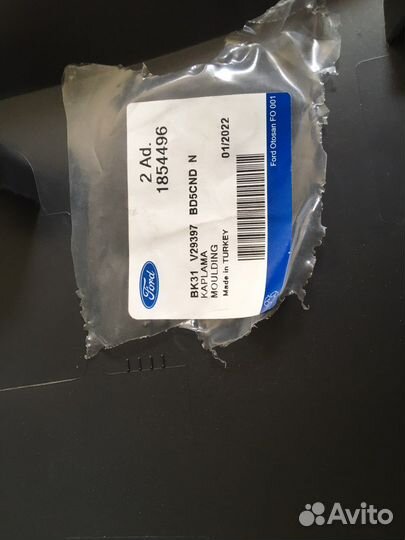 2 Ad.
1854496
BK31 V29397 BD5CND N
KAPLAMA
MOULDING
Made in TURKEY
01/2022
Ford
Ford Otosan FO 001
Avito